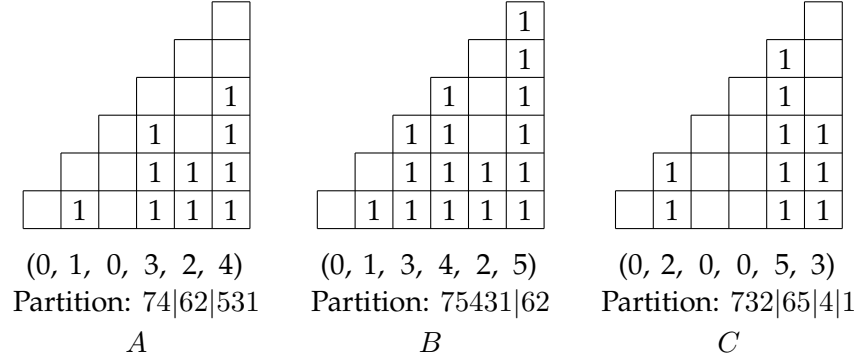 1
1 1
1 1 1 1
1 1 1 1 1 1 1
1 1 1 1 1 1 1 1 1 1
1 1 1 1 1 1 1 1 1 1 1 1
(0, 1, 0, 3, 2, 4) (0, 1, 3, 4, 2, 5) (0, 2, 0, 0, 5, 3)
Partition: 74|62|531 Partition: 75431|62 Partition: 732|65|4|1
A B C